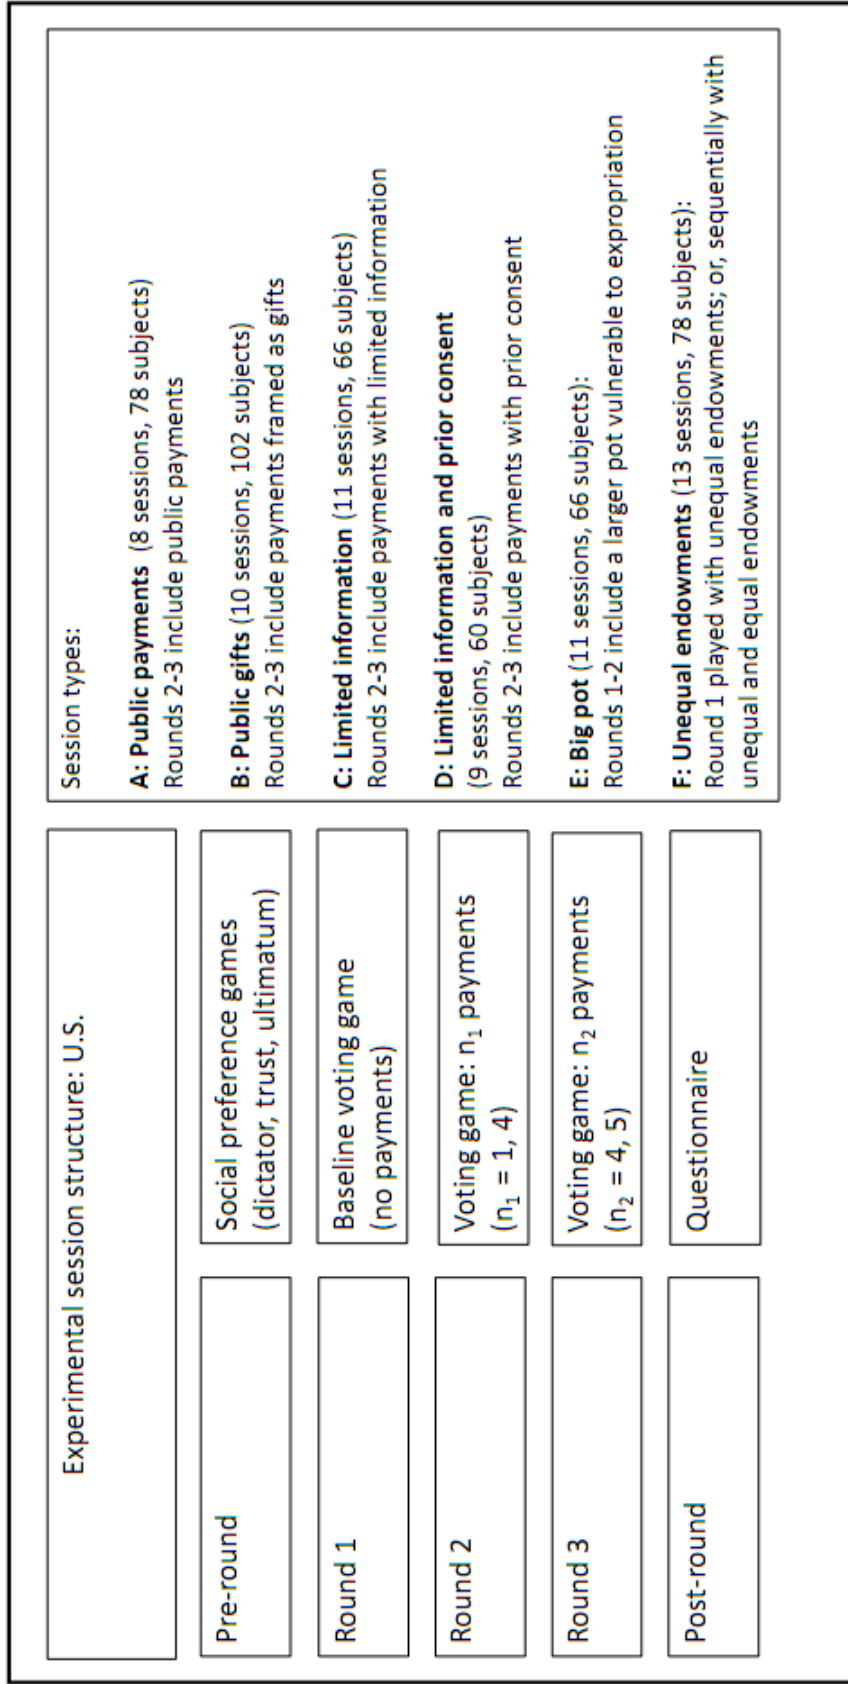 Experimental session structure: U.S.
Pre-round
Social preference games
(dictator, trust, ultimatum)
Round 1
Baseline voting game
(no payments)
Round 2
Voting game: n₁ payments
(n₁ = 1, 4)
Round 3
Voting game: n₂ payments
(n₂ = 4, 5)
Post-round
Questionnaire
Session types:
A: Public payments (8 sessions, 78 subjects)
Rounds 2-3 include public payments
B: Public gifts (10 sessions, 102 subjects)
Rounds 2-3 include payments framed as gifts
C: Limited information (11 sessions, 66 subjects)
Rounds 2-3 include payments with limited information
D: Limited information and prior consent
(9 sessions, 60 subjects)
Rounds 2-3 include payments with prior consent
E: Big pot (11 sessions, 66 subjects):
Rounds 1-2 include a larger pot vulnerable to expropriation
F: Unequal endowments (13 sessions, 78 subjects):
Round 1 played with unequal endowments; or, sequentially with
unequal and equal endowments